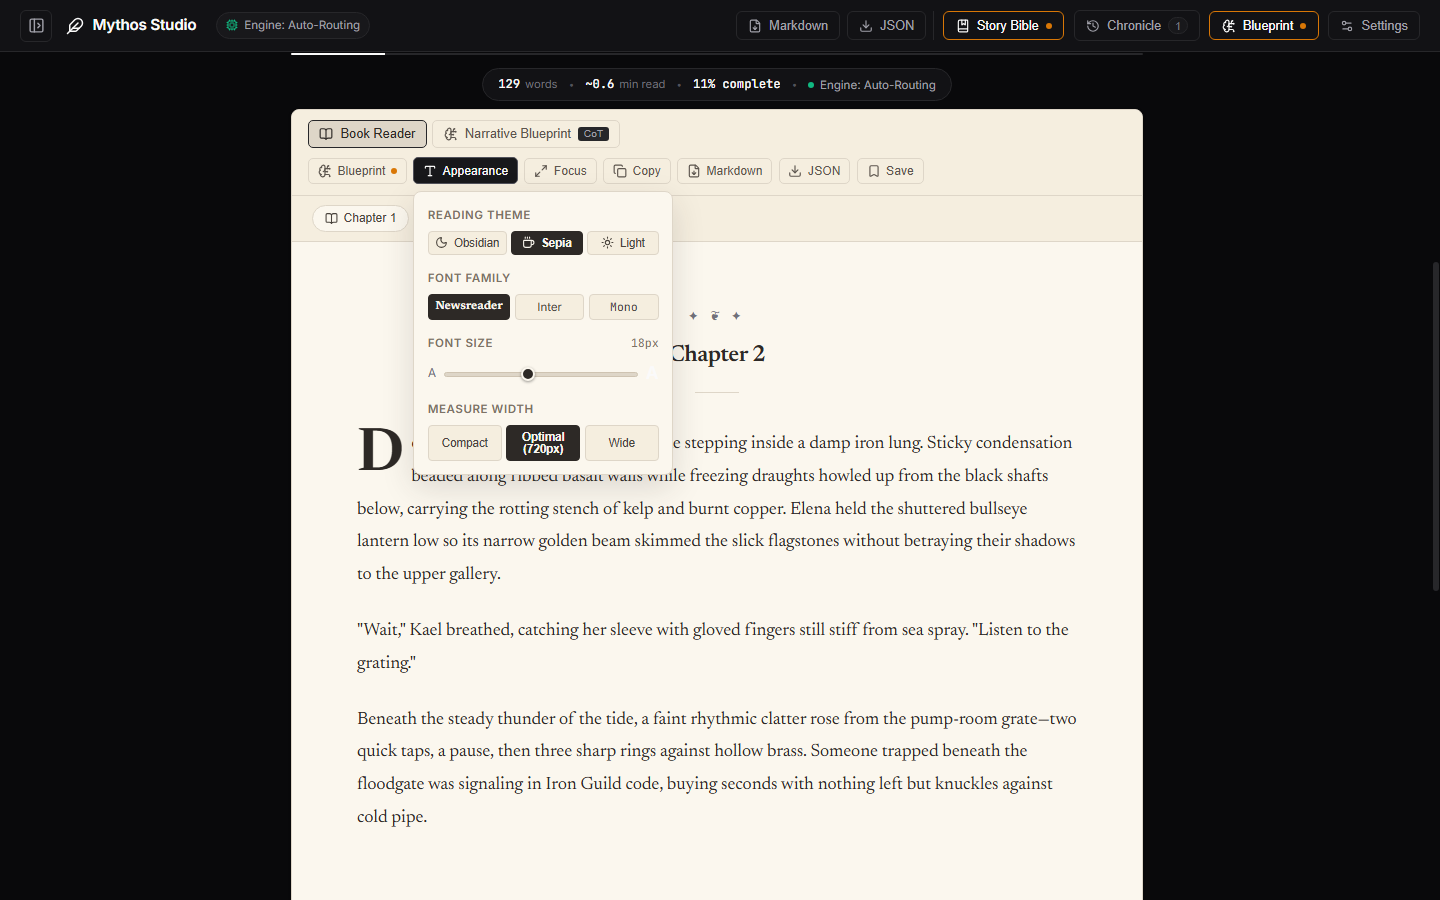 Mythos Studio
Engine: Auto-Routing
Markdown
JSON
Story Bible
Chronicle 1
Blueprint
Settings
129 words • ~0.6 min read • 11% complete • Engine: Auto-Routing
Book Reader
Narrative Blueprint CoT
Blueprint
Appearance
Focus
Copy
Markdown
JSON
Save
Chapter 1
READING THEME
Obsidian
Sepia
Light
FONT FAMILY
Newsreader
Inter
Mono
FONT SIZE 18px
A
MEASURE WIDTH
Compact
Optimal
(720px)
Wide
Chapter 2
D
e stepping inside a damp iron lung. Sticky condensation
beaded along ribbed basalt walls while freezing draughts howled up from the black shafts
below, carrying the rotting stench of kelp and burnt copper. Elena held the shuttered bullseye
lantern low so its narrow golden beam skimmed the slick flagstones without betraying their shadows
to the upper gallery.
"Wait," Kael breathed, catching her sleeve with gloved fingers still stiff from sea spray. "Listen to the
grating."
Beneath the steady thunder of the tide, a faint rhythmic clatter rose from the pump-room grate—two
quick taps, a pause, then three sharp rings against hollow brass. Someone trapped beneath the
floodgate was signaling in Iron Guild code, buying seconds with nothing left but knuckles against
cold pipe.